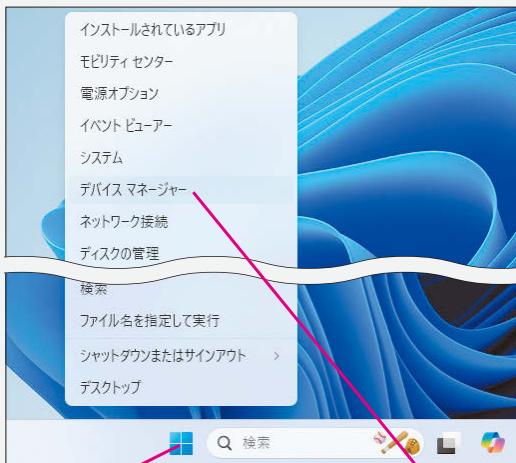 インストールされているアプリ
モビリティ センター
電源オプション
イベント ビューアー
システム
デバイス マネージャー
ネットワーク接続
ディスクの管理
検索
ファイル名を指定して実行
シャットダウンまたはサインアウト
デスクトップ
検索